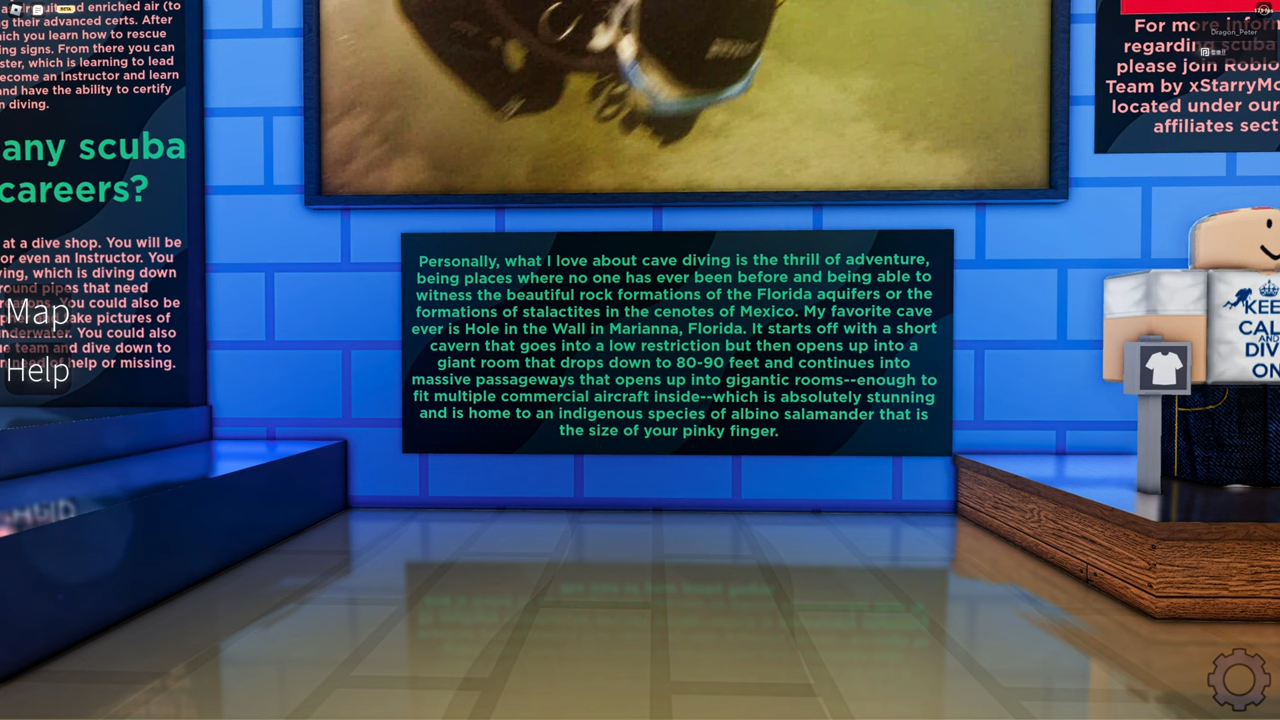 BETA
d enriched air (to
g their advanced certs. After
ich you learn how to rescue
ing signs. From there you can
ster, which is learning to lead
ecome an Instructor and learn
and have the ability to certify
n diving.
any scuba
careers?
at a dive shop. You will be
or even an Instructor. You
ving, which is diving down
round pipes that need
You could also be
ake pictures of
nderwater. You could also
e team and dive down to
need of help or missing.
Map
Help
Personally, what I love about cave diving is the thrill of adventure,
being places where no one has ever been before and being able to
witness the beautiful rock formations of the Florida aquifers or the
formations of stalactites in the cenotes of Mexico. My favorite cave
ever is Hole in the Wall in Marianna, Florida. It starts off with a short
cavern that goes into a low restriction but then opens up into a
giant room that drops down to 80-90 feet and continues into
massive passageways that opens up into gigantic rooms--enough to
fit multiple commercial aircraft inside--which is absolutely stunning
and is home to an indigenous species of albino salamander that is
the size of your pinky finger.
For more inform
regarding scuba
please join Roblo
Team by xStarryMo
located under our
affiliates sect
Dragon_Peter
KEE
CAL
AND
DIV
ON